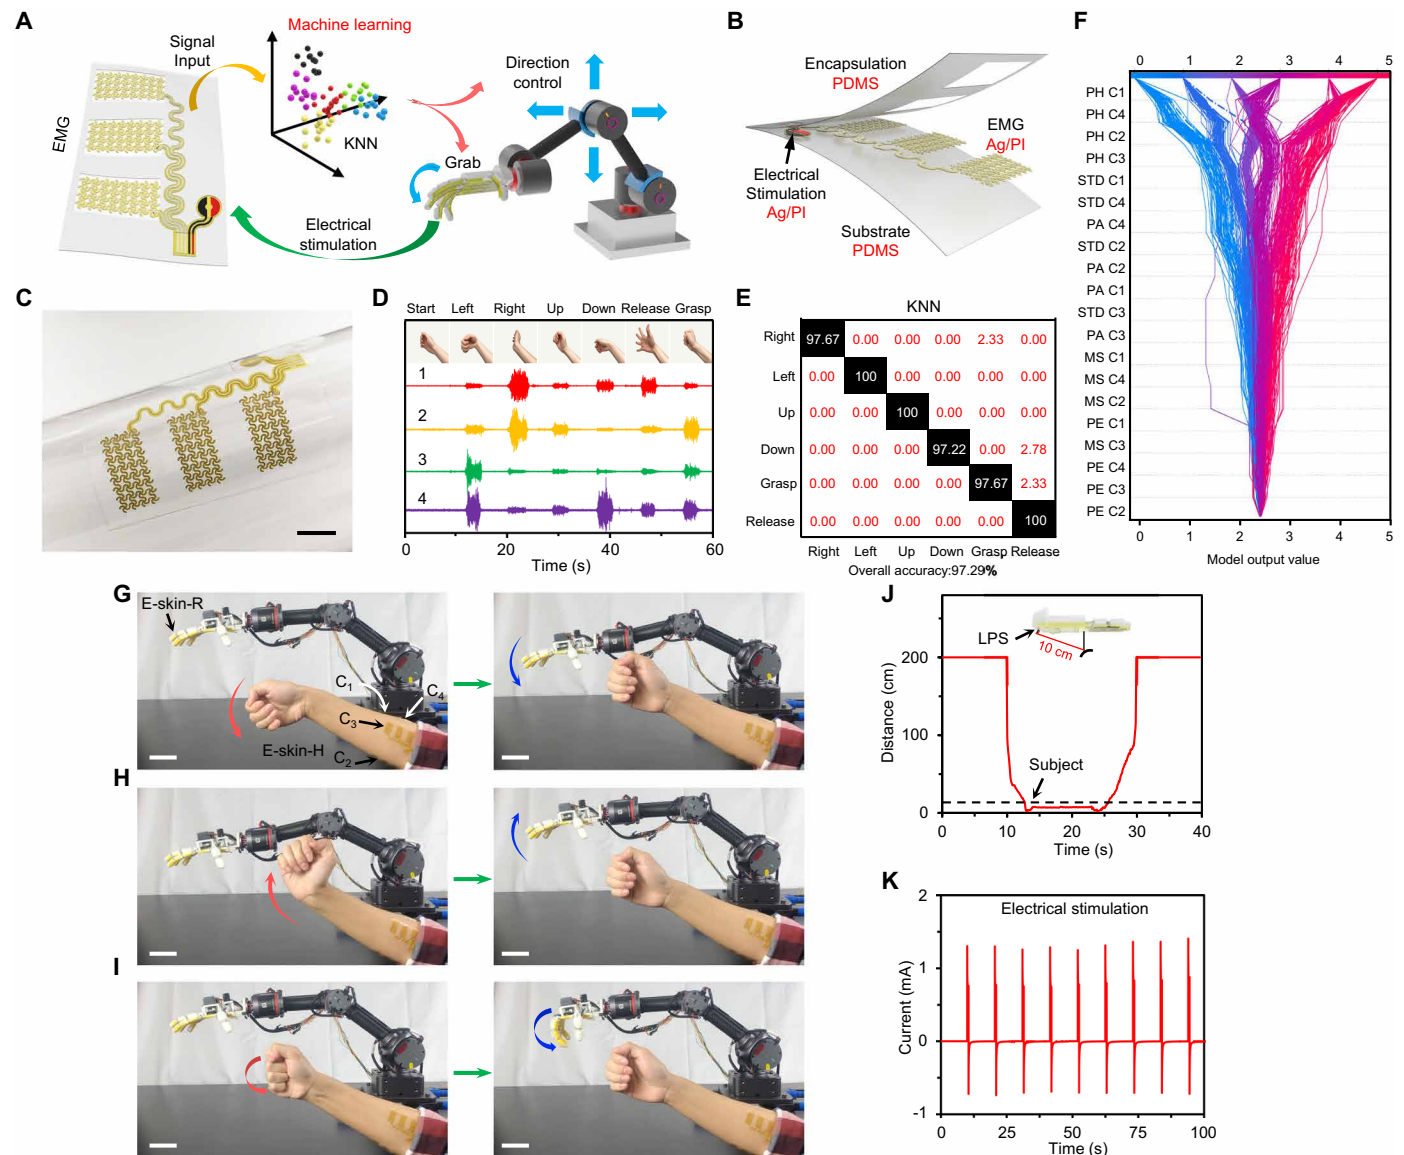 A
Machine learning
Signal
Input
EMG
KNN
Direction
control
Grab
Electrical
stimulation
B
Encapsulation
PDMS
EMG
Ag/PI
Electrical
Stimulation
Ag/PI
Substrate
PDMS
C
D
Start Left Right Up Down Release Grasp
1
2
3
4
0 20 40 60
Time (s)
E
KNN
Right 97.67 0.00 0.00 0.00 2.33 0.00
Left 0.00 100 0.00 0.00 0.00 0.00
Up 0.00 0.00 100 0.00 0.00 0.00
Down 0.00 0.00 0.00 97.22 0.00 2.78
Grasp 0.00 0.00 0.00 0.00 97.67 2.33
Release 0.00 0.00 0.00 0.00 0.00 100
Right Left Up Down Grasp Release
Overall accuracy:97.29%
F
0 1 2 3 4 5
PH C1
PH C4
PH C2
PH C3
STD C1
STD C4
PA C4
STD C2
PA C2
PA C1
STD C3
PA C3
MS C1
MS C4
MS C2
PE C1
MS C3
PE C4
PE C3
PE C2
0 1 2 3 4 5
Model output value
G
E-skin-R
C1
C4
C3
E-skin-H
C2
H
I
J
LPS
10 cm
Subject
Distance (cm)
200
100
0
0 10 20 30 40
Time (s)
K
Electrical stimulation
Current (mA)
2
1
0
-1
0 25 50 75 100
Time (s)